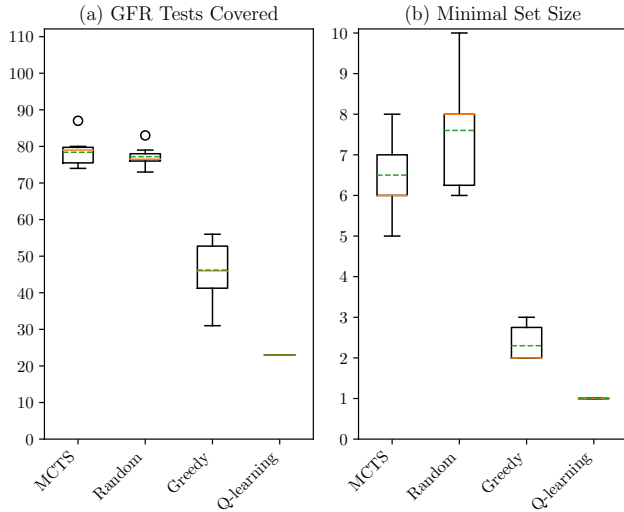 (a) GFR Tests Covered
110
100
90
80
70
60
50
40
30
20
10
0
MCTS
Random
Greedy
Q-learning
(b) Minimal Set Size
10
9
8
7
6
5
4
3
2
1
0
MCTS
Random
Greedy
Q-learning